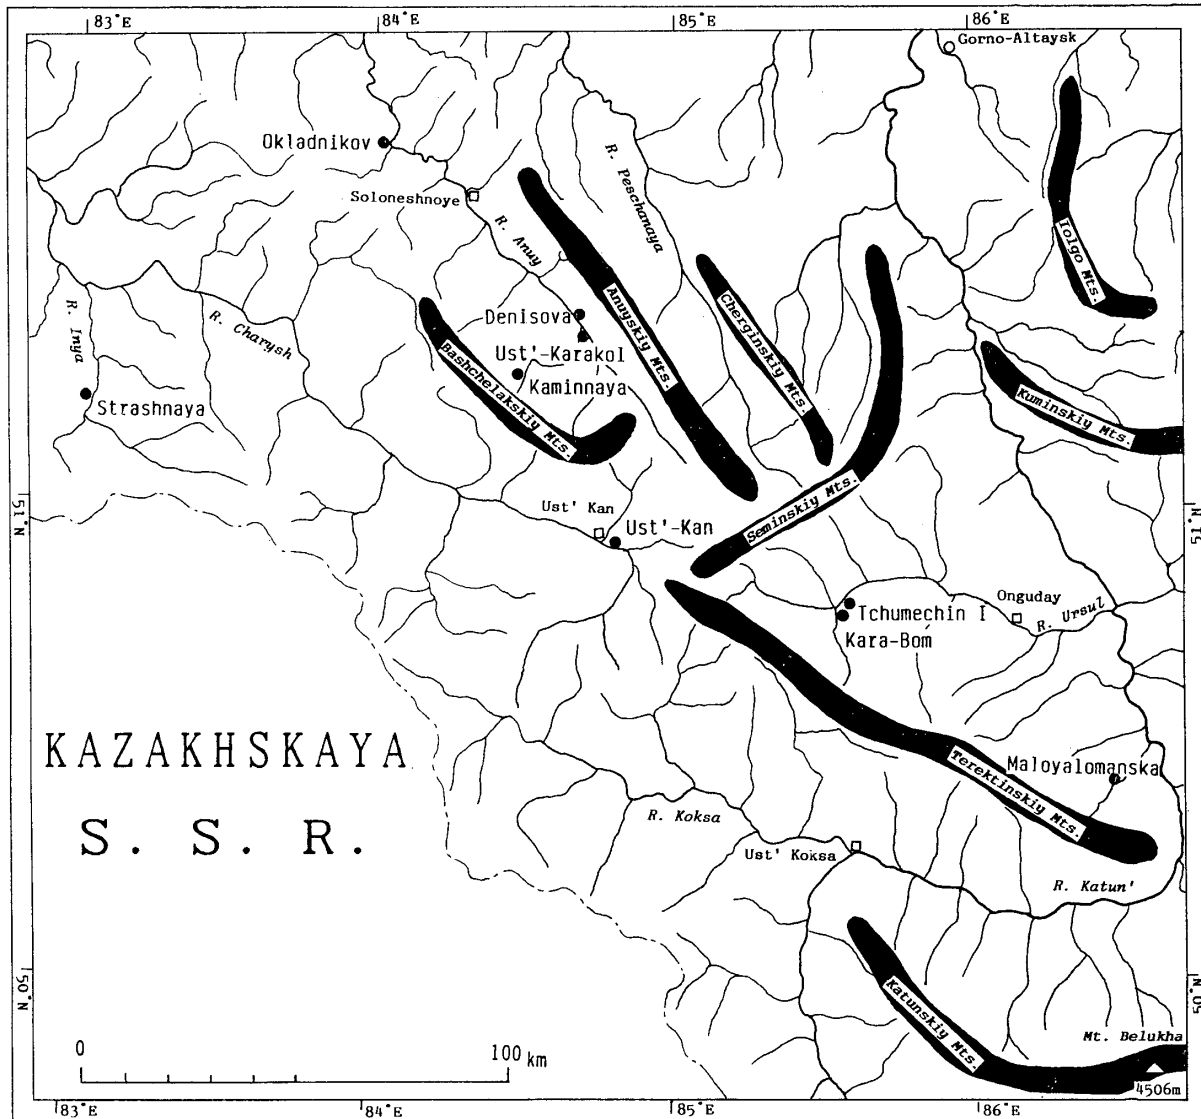 83°E 84°E 85°E 86°E
Gorno-Altaysk
Okladnikov
R. Peschanaya
Soloneshnoye
R. Anuy
Iolgo Mts.
R. Inya
R. Charysh
Denisova
Anuyskiy Mts.
Cherginskiy Mts.
Ust'-Karakol
Kaminnaya
Bashchelakskiy Mts.
Strashnaya
Kuminskiy Mts.
51°N
51°N
Ust' Kan
Ust'-Kan
Seminskiy Mts.
Onguday
R. Ursul
Tchumechin I
Kara-Bom
KAZAKHSKAYA
S. S. R.
Maloyalomanska
Terektinskiy Mts.
R. Koksa
Ust' Koksa
R. Katun'
50°N
50°N
Katunskiy Mts.
Mt. Belukha
4506m
0 100 km
83°E 84°E 85°E 86°E